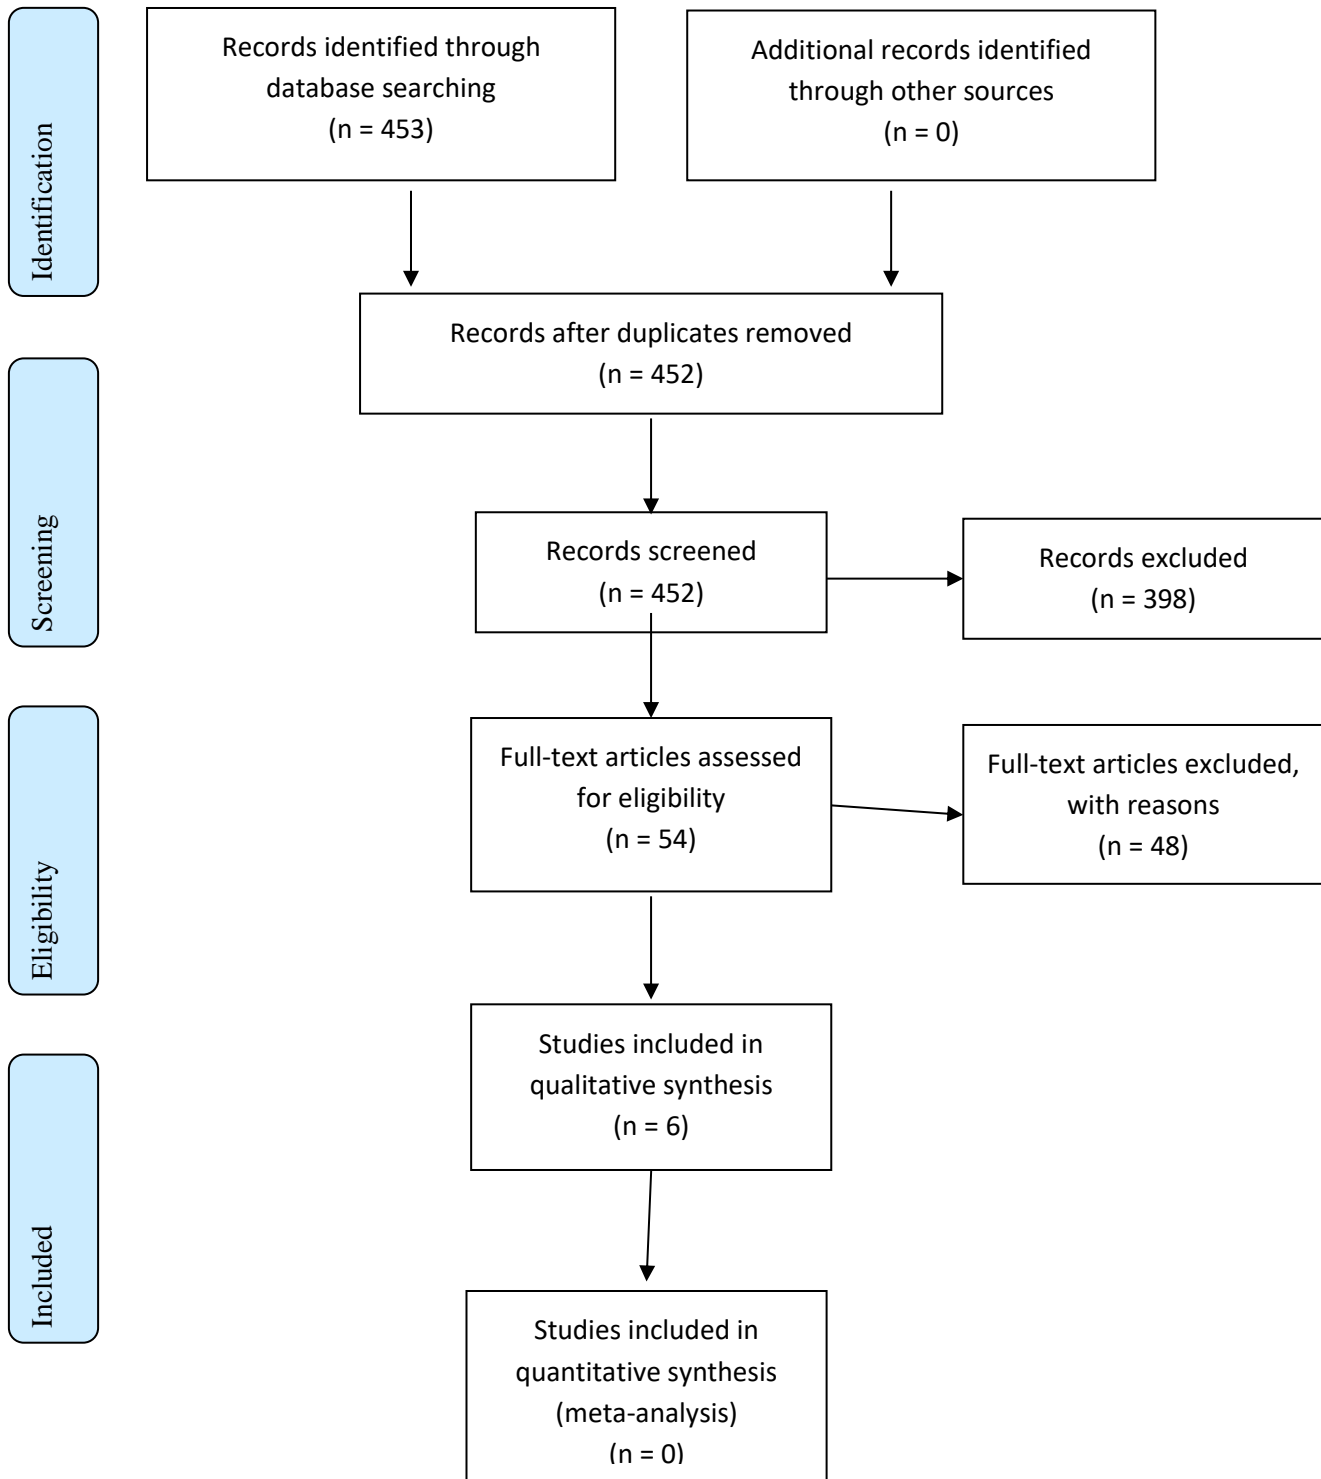 Identification
Records identified through
database searching
(n = 453)
Additional records identified
through other sources
(n = 0)
Records after duplicates removed
(n = 452)
Screening
Records screened
(n = 452)
Records excluded
(n = 398)
Eligibility
Full-text articles assessed
for eligibility
(n = 54)
Full-text articles excluded,
with reasons
(n = 48)
Included
Studies included in
qualitative synthesis
(n = 6)
Studies included in
quantitative synthesis
(meta-analysis)
(n = 0)